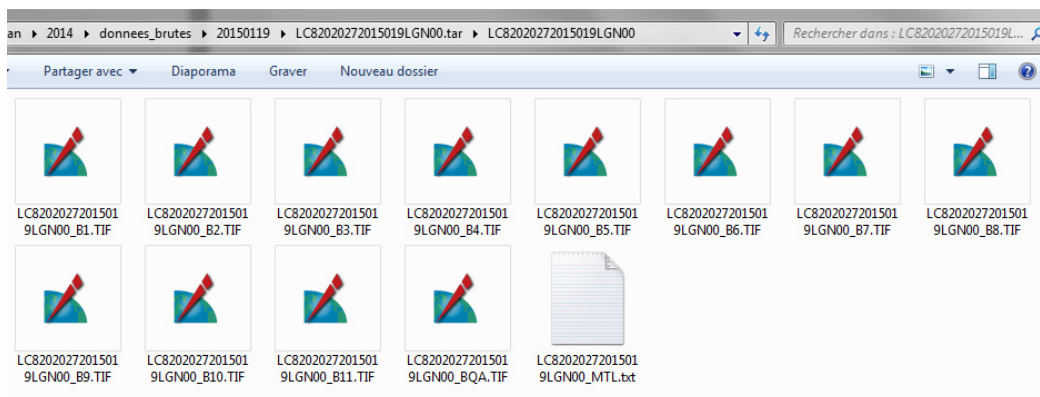 an ▸ 2014 ▸ donnees_brutes ▸ 20150119 ▸ LC82020272015019LGN00.tar ▸ LC82020272015019LGN00
Rechercher dans : LC82020272015019L...
Partager avec Diaporama Graver Nouveau dossier
LC8202027201501 LC8202027201501 LC8202027201501 LC8202027201501 LC8202027201501 LC8202027201501 LC8202027201501 LC8202027201501
9LGN00_B1.TIF 9LGN00_B2.TIF 9LGN00_B3.TIF 9LGN00_B4.TIF 9LGN00_B5.TIF 9LGN00_B6.TIF 9LGN00_B7.TIF 9LGN00_B8.TIF
LC8202027201501 LC8202027201501 LC8202027201501 LC8202027201501 LC8202027201501
9LGN00_B9.TIF 9LGN00_B10.TIF 9LGN00_B11.TIF 9LGN00_BQA.TIF 9LGN00_MTL.txt